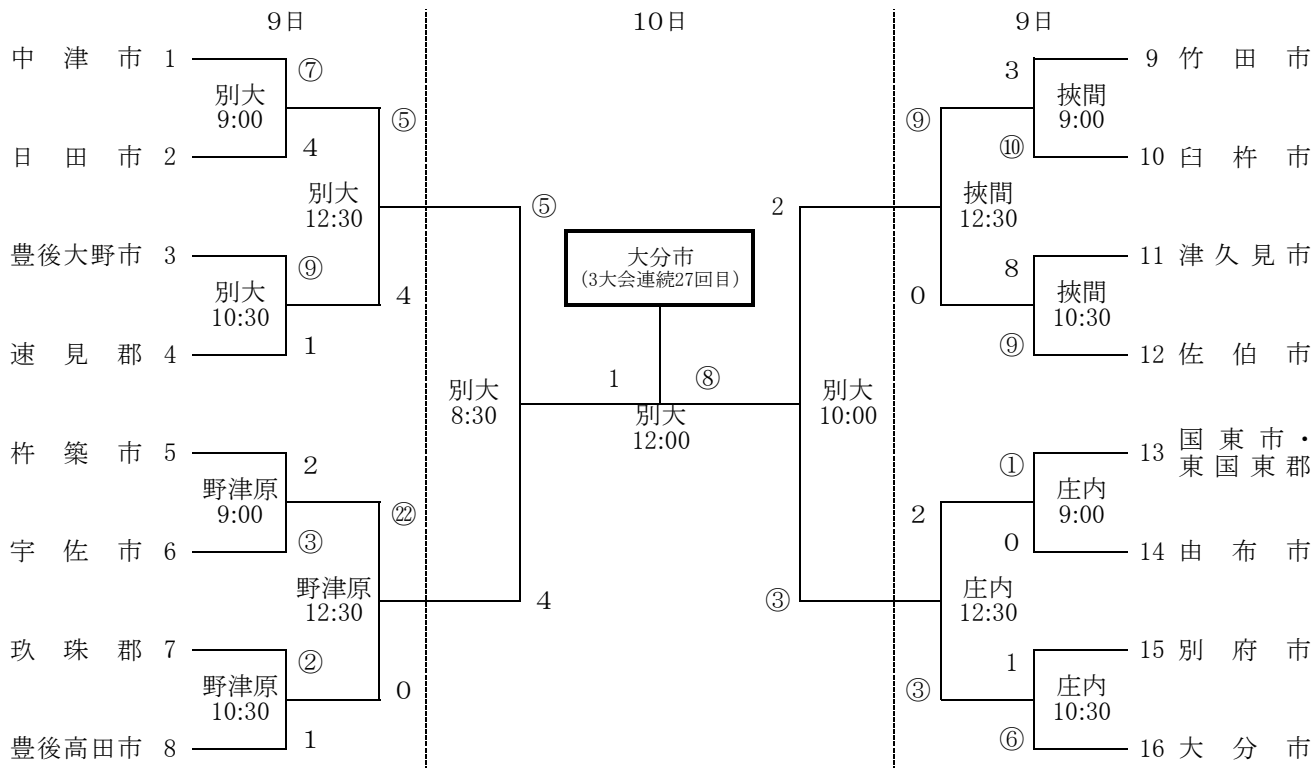 9日 10日 9日
中津市 1 ⑦ 3 9 竹田市
別大 挾間
9:00 ⑤ ⑨ 9:00
日田市 2 4 ⑩ 10 臼杵市
別大 挾間
12:30 ⑤ 2 12:30
豊後大野市 3 ⑨ 大分市 8 11 津久見市
(3大会連続27回目)
別大 4 0 挾間
10:30 10:30
速見郡 4 1 ⑨ 12 佐伯市
別大 1 ⑧ 別大
8:30 別大 10:00
12:00
杵築市 5 2 ① 13 国東市・
東国東郡
野津原 庄内
9:00 ㉒ 2 9:00
宇佐市 6 ③ 0 14 由布市
野津原 4 ③ 庄内
12:30 12:30
玖珠郡 7 ② 1 15 別府市
野津原 0 ③ 庄内
10:30 10:30
豊後高田市 8 1 ⑥ 16 大分市